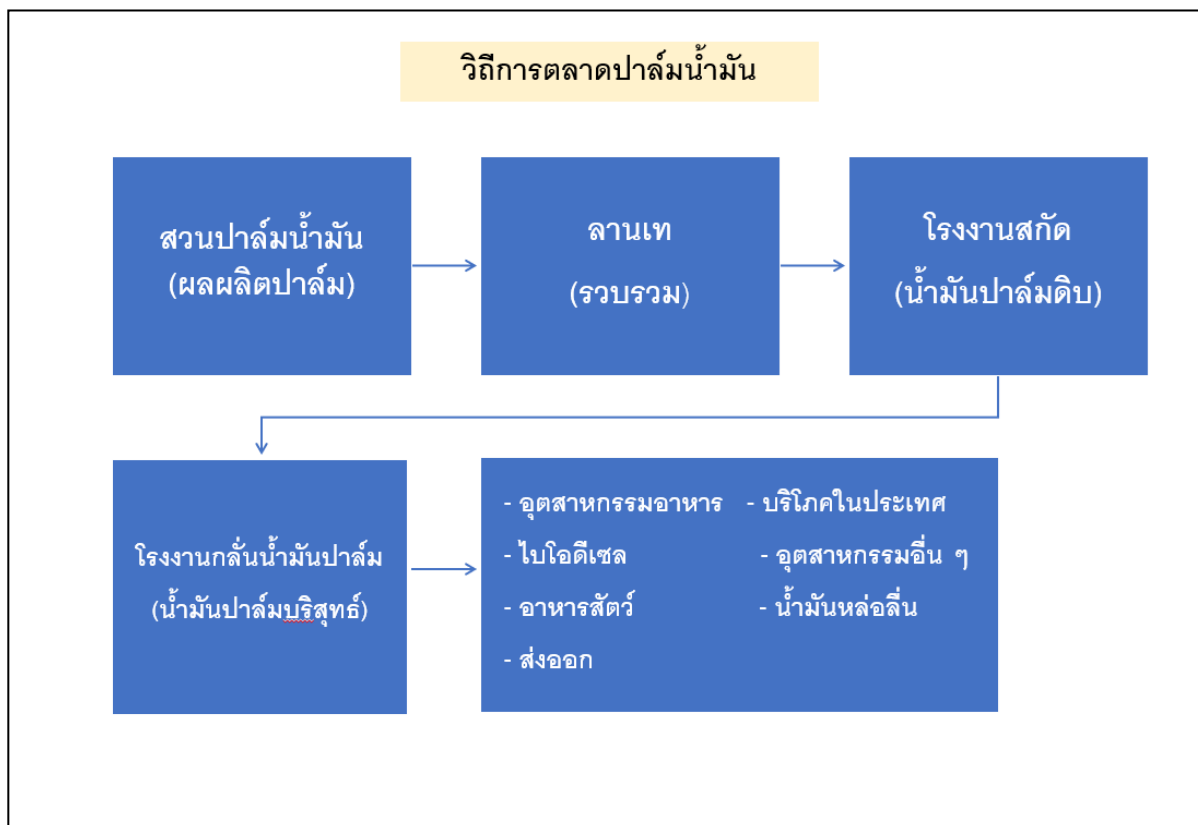 วิถีการตลาดปาล์มน้ำมัน
สวนปาล์มน้ำมัน
(ผลผลิตปาล์ม)
ลานเท
(รวบรวม)
โรงงานสกัด
(น้ำมันปาล์มดิบ)
โรงงานกลั่นน้ำมันปาล์ม
(น้ำมันปาล์มบริสุทธ์)
- อุตสาหกรรมอาหาร - บริโภคในประเทศ
- ไบโอดีเซล - อุตสาหกรรมอื่น ๆ
- อาหารสัตว์ - น้ำมันหล่อลื่น
- ส่งออก